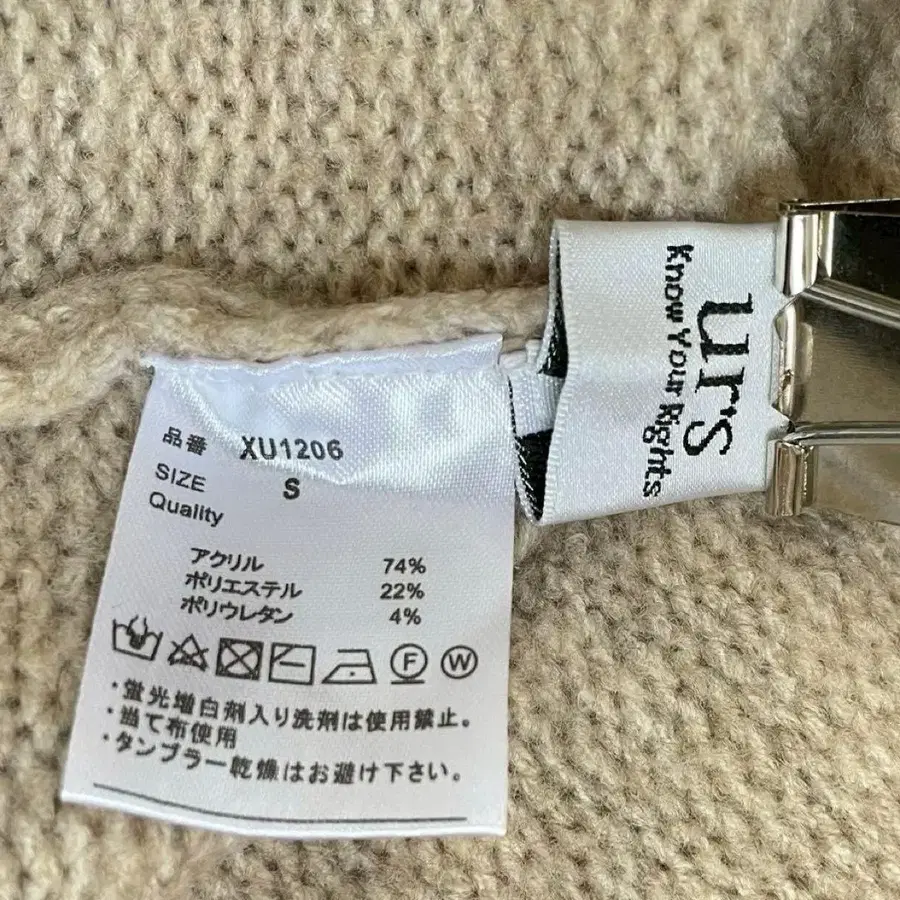 品番 XU1206
SIZE S
Quality
アクリル 74%
ポリエステル 22%
ポリウレタン 4%
F W
・蛍光増白剤入り洗剤は使用禁止。
・当て布使用
・タンブラー乾燥はお避け下さい。
urs
Know Your Rights